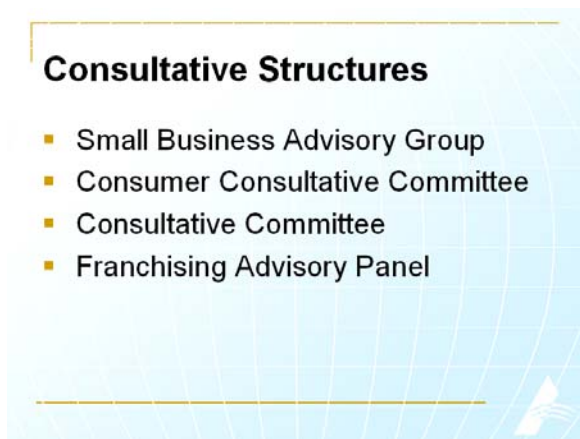 Consultative Structures
Small Business Advisory Group
Consumer Consultative Committee
Consultative Committee
Franchising Advisory Panel